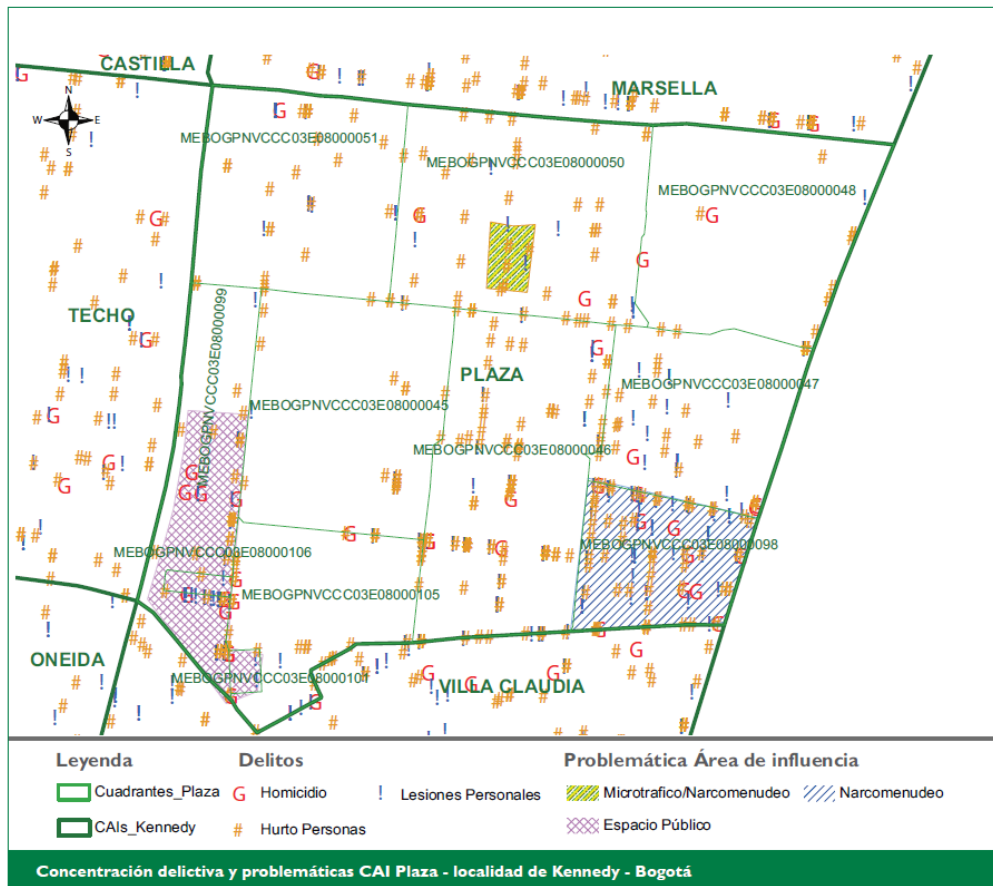 CASTILLA
MARSELLA
N
W E
S
MEBOGPNVCCC03E08000051
MEBOGPNVCCC03E08000050
MEBOGPNVCCC03E08000048
TECHO
MEBOGPNVCCC03E08000099
PLAZA
MEBOGPNVCCC03E08000047
MEBOGPNVCCC03E08000045
MEBOGPNVCCC03E08000046
MEBOGPNVCCC03E08000098
MEBOGPNVCCC03E08000106
MEBOGPNVCCC03E08000105
ONEIDA
MEBOGPNVCCC03E08000101
VILLA CLAUDIA
Leyenda
Cuadrantes_Plaza
CAIs_Kennedy
Delitos
G Homicidio
! Lesiones Personales
# Hurto Personas
Problemática Área de influencia
Microtrafico/Narcomenudeo
Narcomenudeo
Espacio Público
Concentración delictiva y problemáticas CAI Plaza - localidad de Kennedy - Bogotá